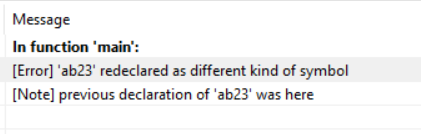 Message
In function 'main':
[Error] 'ab23' redeclared as different kind of symbol
[Note] previous declaration of 'ab23' was here